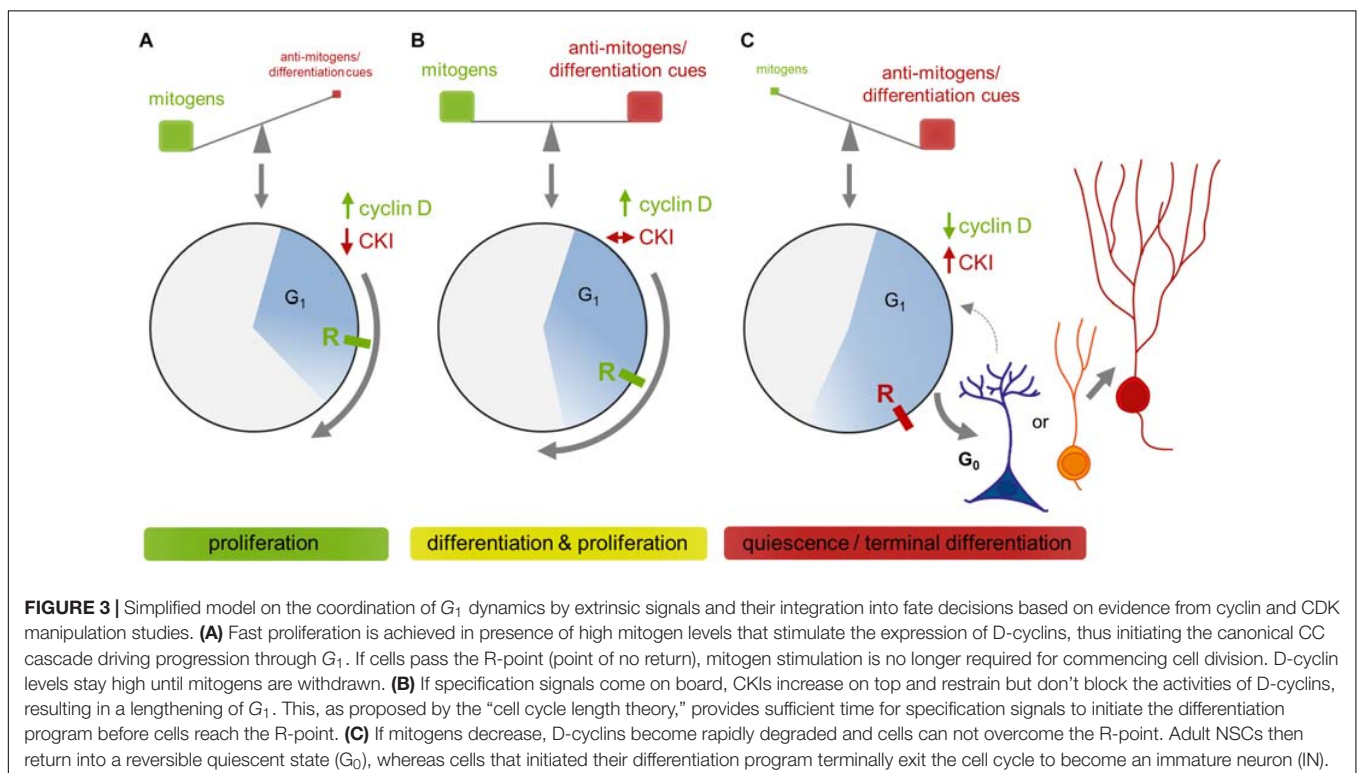 A
mitogens
anti-mitogens/
differentiation cues
↑ cyclin D
↓ CKI
G₁
R
proliferation
B
mitogens
anti-mitogens/
differentiation cues
↑ cyclin D
↔ CKI
G₁
R
differentiation & proliferation
C
mitogens
anti-mitogens/
differentiation cues
↓ cyclin D
↑ CKI
G₁
R
G₀
or
quiescence / terminal differentiation
FIGURE 3 | Simplified model on the coordination of G₁ dynamics by extrinsic signals and their integration into fate decisions based on evidence from cyclin and CDK
manipulation studies. (A) Fast proliferation is achieved in presence of high mitogen levels that stimulate the expression of D-cyclins, thus initiating the canonical CC
cascade driving progression through G₁. If cells pass the R-point (point of no return), mitogen stimulation is no longer required for commencing cell division. D-cyclin
levels stay high until mitogens are withdrawn. (B) If specification signals come on board, CKIs increase on top and restrain but don’t block the activities of D-cyclins,
resulting in a lengthening of G₁. This, as proposed by the “cell cycle length theory,” provides sufficient time for specification signals to initiate the differentiation
program before cells reach the R-point. (C) If mitogens decrease, D-cyclins become rapidly degraded and cells can not overcome the R-point. Adult NSCs then
return into a reversible quiescent state (G₀), whereas cells that initiated their differentiation program terminally exit the cell cycle to become an immature neuron (IN).